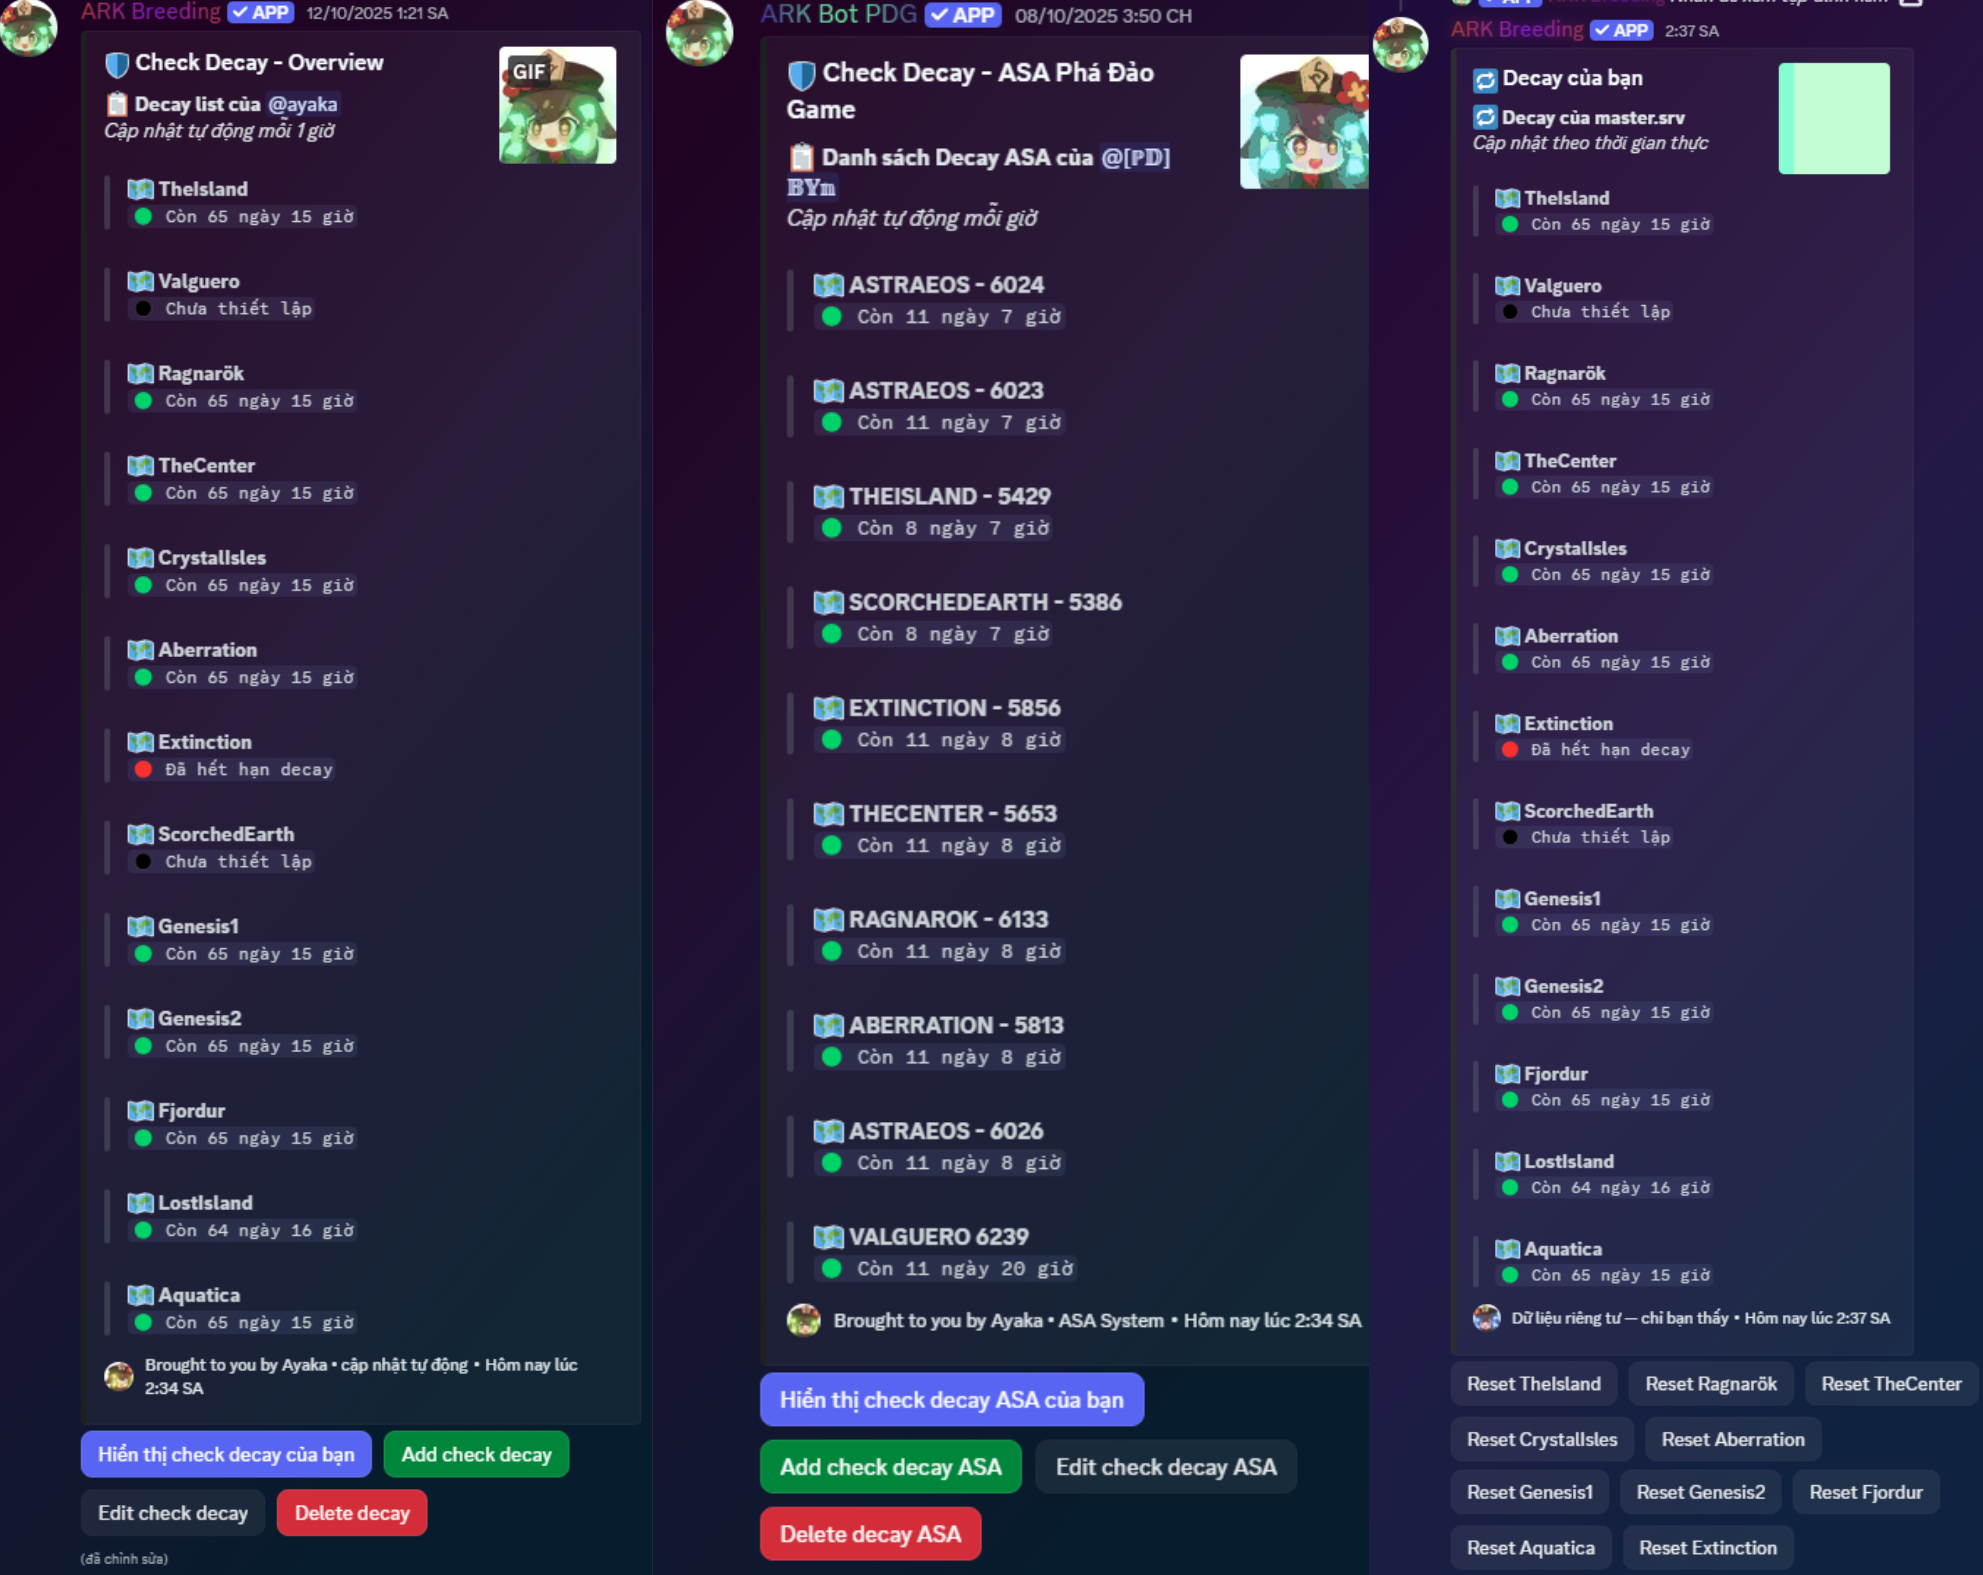 ARK Breeding ✓ APP 12/10/2025 1:21 SA
Check Decay - Overview
GIF
Decay list của @ayaka
Cập nhật tự động mỗi 1 giờ
TheIsland
Còn 65 ngày 15 giờ
Valguero
Chưa thiết lập
Ragnarök
Còn 65 ngày 15 giờ
TheCenter
Còn 65 ngày 15 giờ
CrystalIsles
Còn 65 ngày 15 giờ
Aberration
Còn 65 ngày 15 giờ
Extinction
Đã hết hạn decay
ScorchedEarth
Chưa thiết lập
Genesis1
Còn 65 ngày 15 giờ
Genesis2
Còn 65 ngày 15 giờ
Fjordur
Còn 65 ngày 15 giờ
LostIsland
Còn 64 ngày 16 giờ
Aquatica
Còn 65 ngày 15 giờ
Brought to you by Ayaka • cập nhật tự động • Hôm nay lúc
2:34 SA
Hiển thị check decay của bạn Add check decay
Edit check decay Delete decay
(đã chỉnh sửa)
ARK Bot PDG ✓ APP 08/10/2025 3:50 CH
Check Decay - ASA Phá Đảo
Game
Danh sách Decay ASA của @[ℙ𝔻]
𝔹𝕐𝕞
Cập nhật tự động mỗi giờ
ASTRAEOS - 6024
Còn 11 ngày 7 giờ
ASTRAEOS - 6023
Còn 11 ngày 7 giờ
THEISLAND - 5429
Còn 8 ngày 7 giờ
SCORCHEDEARTH - 5386
Còn 8 ngày 7 giờ
EXTINCTION - 5856
Còn 11 ngày 8 giờ
THECENTER - 5653
Còn 11 ngày 8 giờ
RAGNAROK - 6133
Còn 11 ngày 8 giờ
ABERRATION - 5813
Còn 11 ngày 8 giờ
ASTRAEOS - 6026
Còn 11 ngày 8 giờ
VALGUERO 6239
Còn 11 ngày 20 giờ
Brought to you by Ayaka • ASA System • Hôm nay lúc 2:34 SA
Hiển thị check decay ASA của bạn
Add check decay ASA Edit check decay ASA
Delete decay ASA
ARK Breeding ✓ APP 2:37 SA
Decay của bạn
Decay của master.srv
Cập nhật theo thời gian thực
TheIsland
Còn 65 ngày 15 giờ
Valguero
Chưa thiết lập
Ragnarök
Còn 65 ngày 15 giờ
TheCenter
Còn 65 ngày 15 giờ
CrystalIsles
Còn 65 ngày 15 giờ
Aberration
Còn 65 ngày 15 giờ
Extinction
Đã hết hạn decay
ScorchedEarth
Chưa thiết lập
Genesis1
Còn 65 ngày 15 giờ
Genesis2
Còn 65 ngày 15 giờ
Fjordur
Còn 65 ngày 15 giờ
LostIsland
Còn 64 ngày 16 giờ
Aquatica
Còn 65 ngày 15 giờ
Dữ liệu riêng tư — chỉ bạn thấy • Hôm nay lúc 2:37 SA
Reset TheIsland Reset Ragnarök Reset TheCenter
Reset CrystalIsles Reset Aberration
Reset Genesis1 Reset Genesis2 Reset Fjordur
Reset Aquatica Reset Extinction